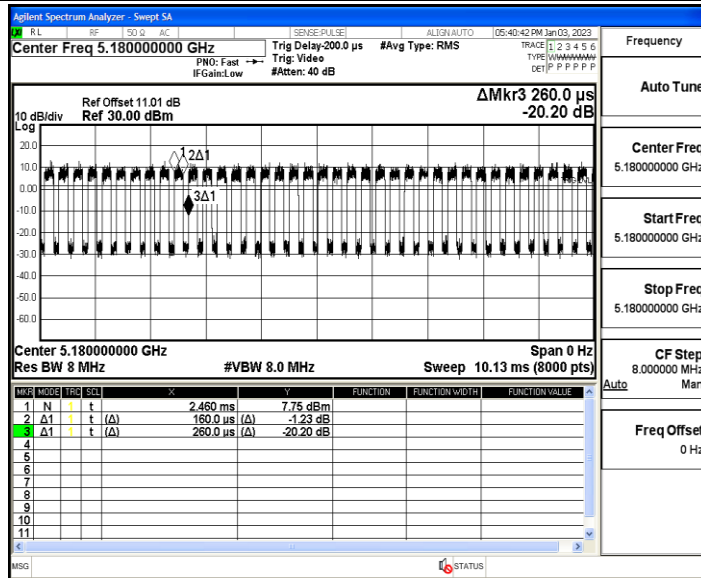 Agilent Spectrum Analyzer - Swept SA
RL RF 50 Ω AC SENSE:PULSE ALIGN AUTO 05:40:42 PM Jan 03, 2023
Center Freq 5.180000000 GHz
PNO: Fast
IFGain:Low
Trig Delay-200.0 µs
Trig: Video
#Atten: 40 dB
#Avg Type: RMS
TRACE 1 2 3 4 5 6
TYPE WWWWWW
DET P P P P P P
Ref Offset 11.01 dB
10 dB/div Ref 30.00 dBm
Log
ΔMkr3 260.0 µs
-20.20 dB
20.0
10.0
0.00
-10.0
-20.0
-30.0
-40.0
-50.0
-60.0
1
2Δ1
3Δ1
Center 5.180000000 GHz Span 0 Hz
Res BW 8 MHz #VBW 8.0 MHz Sweep 10.13 ms (8000 pts)
MKR MODE TRC SCL X Y FUNCTION FUNCTION WIDTH FUNCTION VALUE
1 N 1 t 2.460 ms 7.75 dBm
2 Δ1 1 t (Δ) 160.0 µs (Δ) -1.23 dB
3 Δ1 1 t (Δ) 260.0 µs (Δ) -20.20 dB
4
5
6
7
8
9
10
11
MSG STATUS
Frequency
Auto Tune
Center Freq
5.180000000 GHz
Start Freq
5.180000000 GHz
Stop Freq
5.180000000 GHz
CF Step
8.000000 MHz
Auto Man
Freq Offset
0 Hz